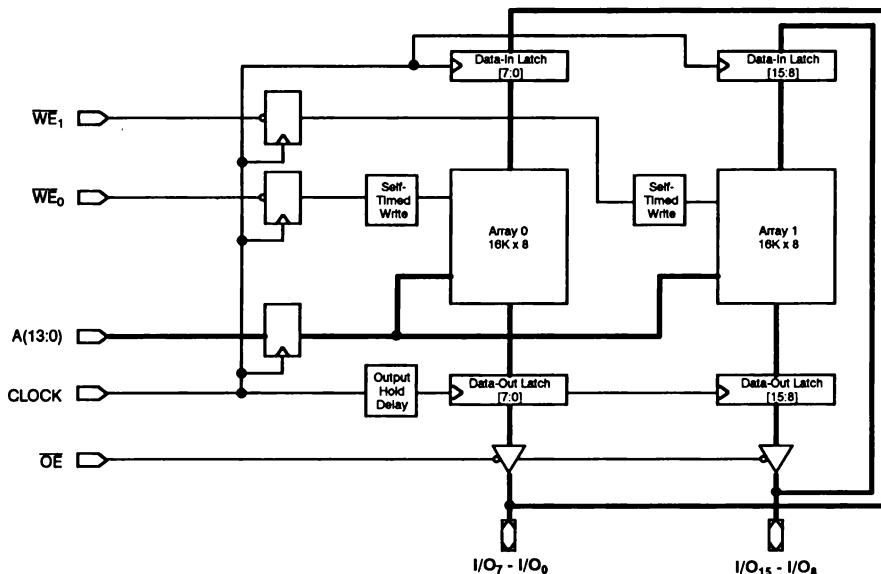 Data-In Latch
[7:0]
Data-In Latch
[15:8]
WE1
WE0
Self-
Timed
Write
Array 0
16K x 8
Self-
Timed
Write
Array 1
16K x 8
A(13:0)
CLOCK
Output
Hold
Delay
Data-Out Latch
[7:0]
Data-Out Latch
[15:8]
OE
I/O7 - I/O0
I/O15 - I/O8